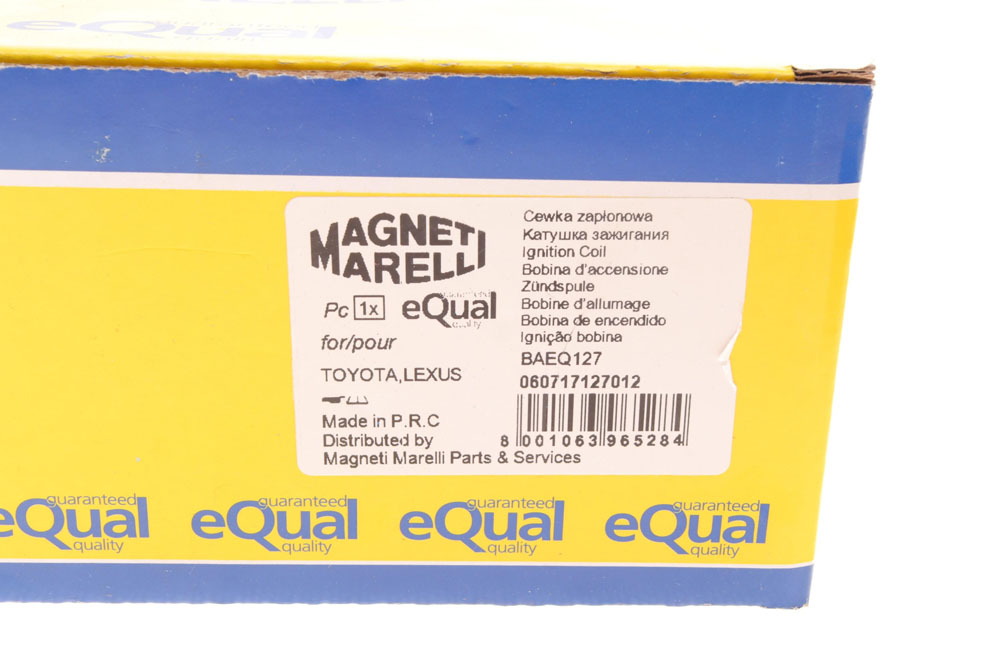 eQual
MAGNETI
MARELLI
Pc 1x eQual
quality
for/pour
TOYOTA,LEXUS
Made in P.R.C
Distributed by
Magneti Marelli Parts & Services
Cewka zapłonowa
Катушка зажигания
Ignition Coil
Bobina d'accensione
Zündspule
Bobine d'allumage
Bobina de encendido
Ignição bobina
BAEQ127
060717127012
8 001063 965284
guaranteed
eQual
quality
guaranteed
eQual
quality
guaranteed
eQual
quality
guaranteed
eQual
quality